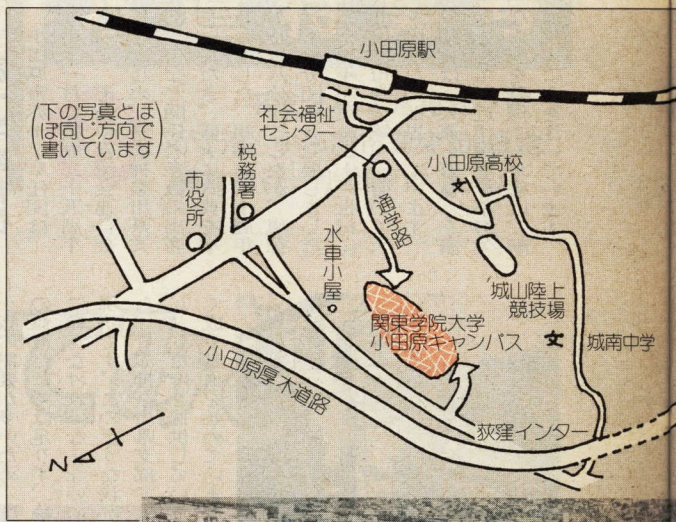 小田原駅
(下の写真とほ
ぼ同じ方向で
書いています)
社会福祉
センター
小田原高校
税務署
市役所
通学路
水車小屋
城山陸上
競技場
関東学院大学
小田原キャンパス
城南中学
小田原厚木道路
荻窪インター
N